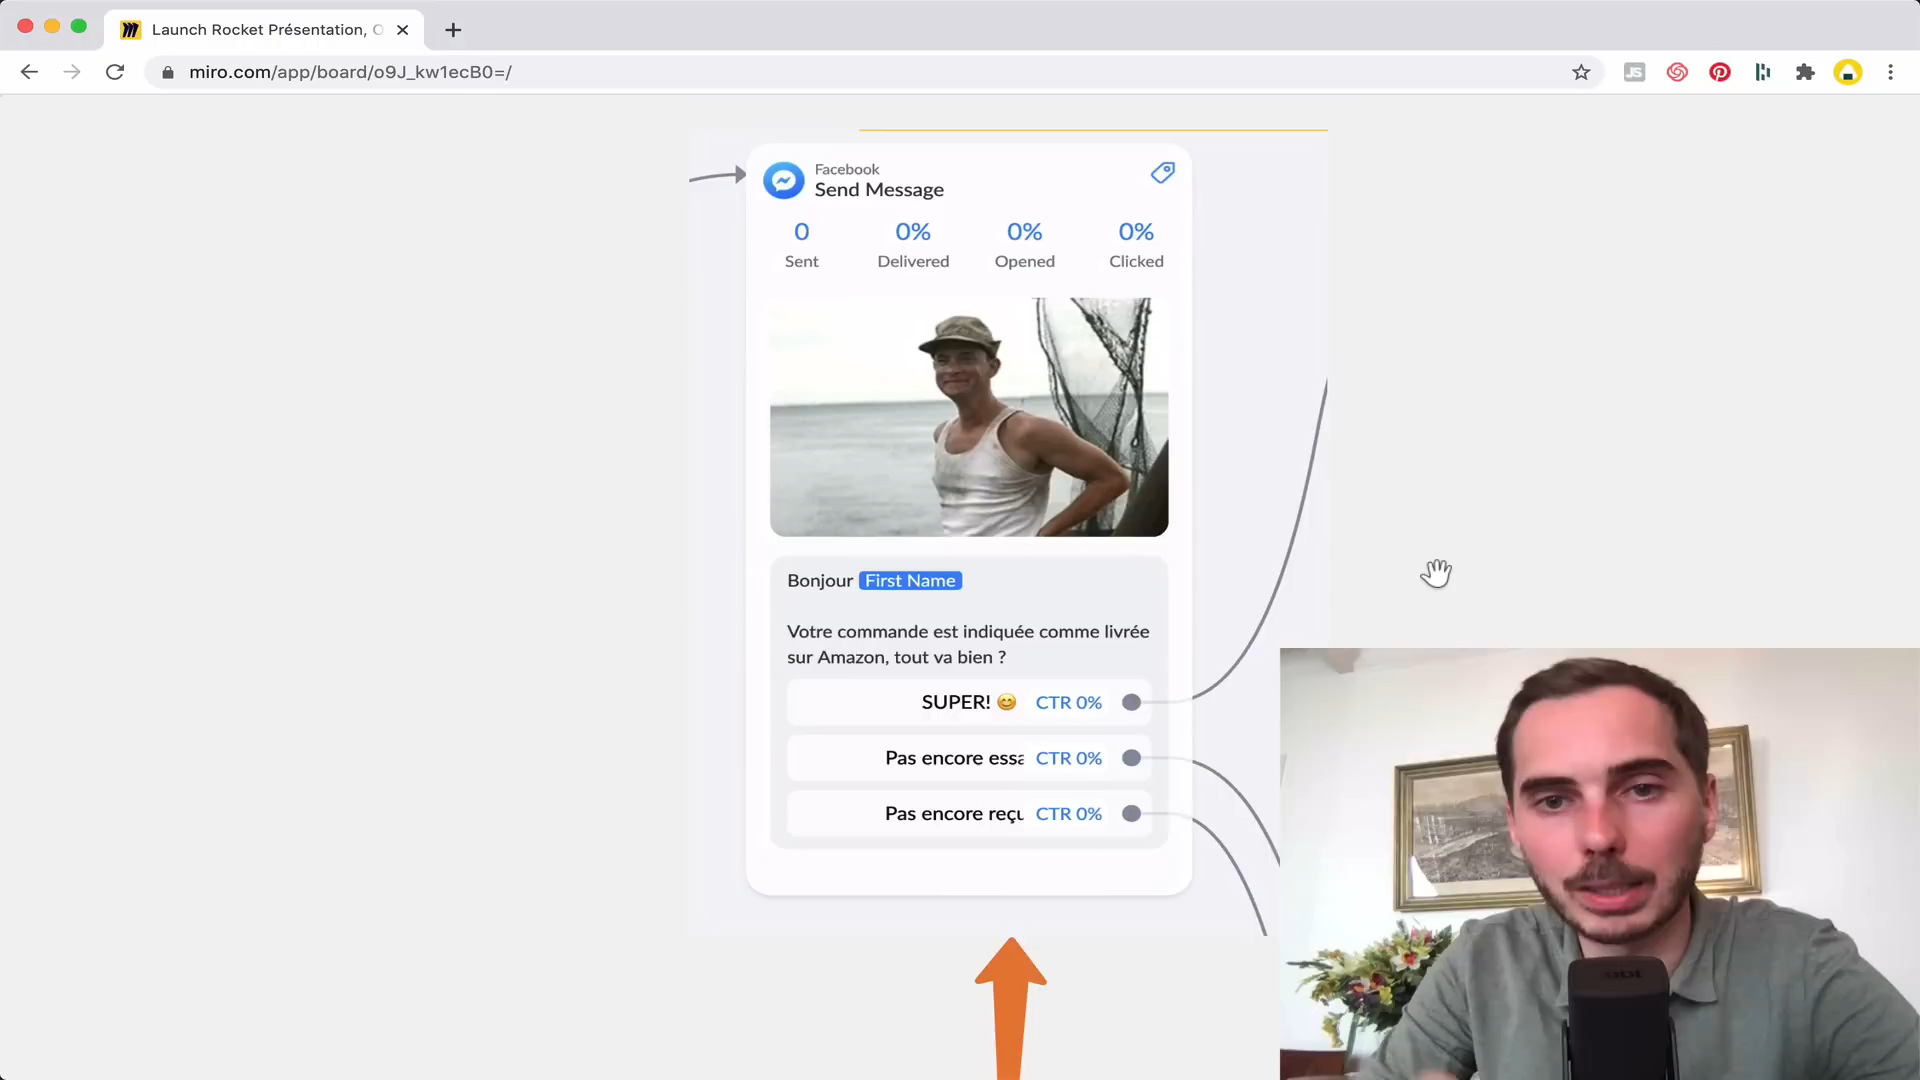 Launch Rocket Présentation, 
miro.com/app/board/o9J_kw1ecB0=/
JS
Facebook
Send Message
0 0% 0% 0%
Sent Delivered Opened Clicked
Bonjour First Name
Votre commande est indiquée comme livrée
sur Amazon, tout va bien ?
SUPER! 😊 CTR 0%
Pas encore essa CTR 0%
Pas encore reçu CTR 0%